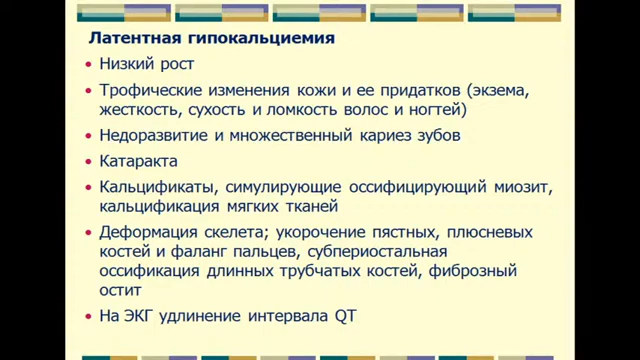 Латентная гипокальциемия
• Низкий рост
• Трофические изменения кожи и ее придатков (экзема,
жесткость, сухость и ломкость волос и ногтей)
• Недоразвитие и множественный кариез зубов
• Катаракта
• Кальцификаты, симулирующие оссифицирующий миозит,
кальцификация мягких тканей
• Деформация скелета; укорочение пястных, плюсневых
костей и фаланг пальцев, субпериостальная
оссификация длинных трубчатых костей, фиброзный
остит
• На ЭКГ удлинение интервала QT